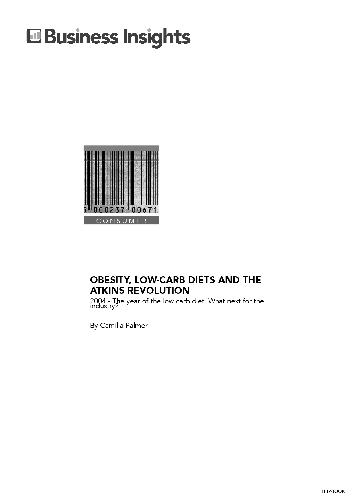 Business Insights
CONSUMER
OBESITY, LOW-CARB DIETS AND THE
ATKINS REVOLUTION
2004 - The year of the low carb diet. What next for the
industry?
By Camilla Palmer